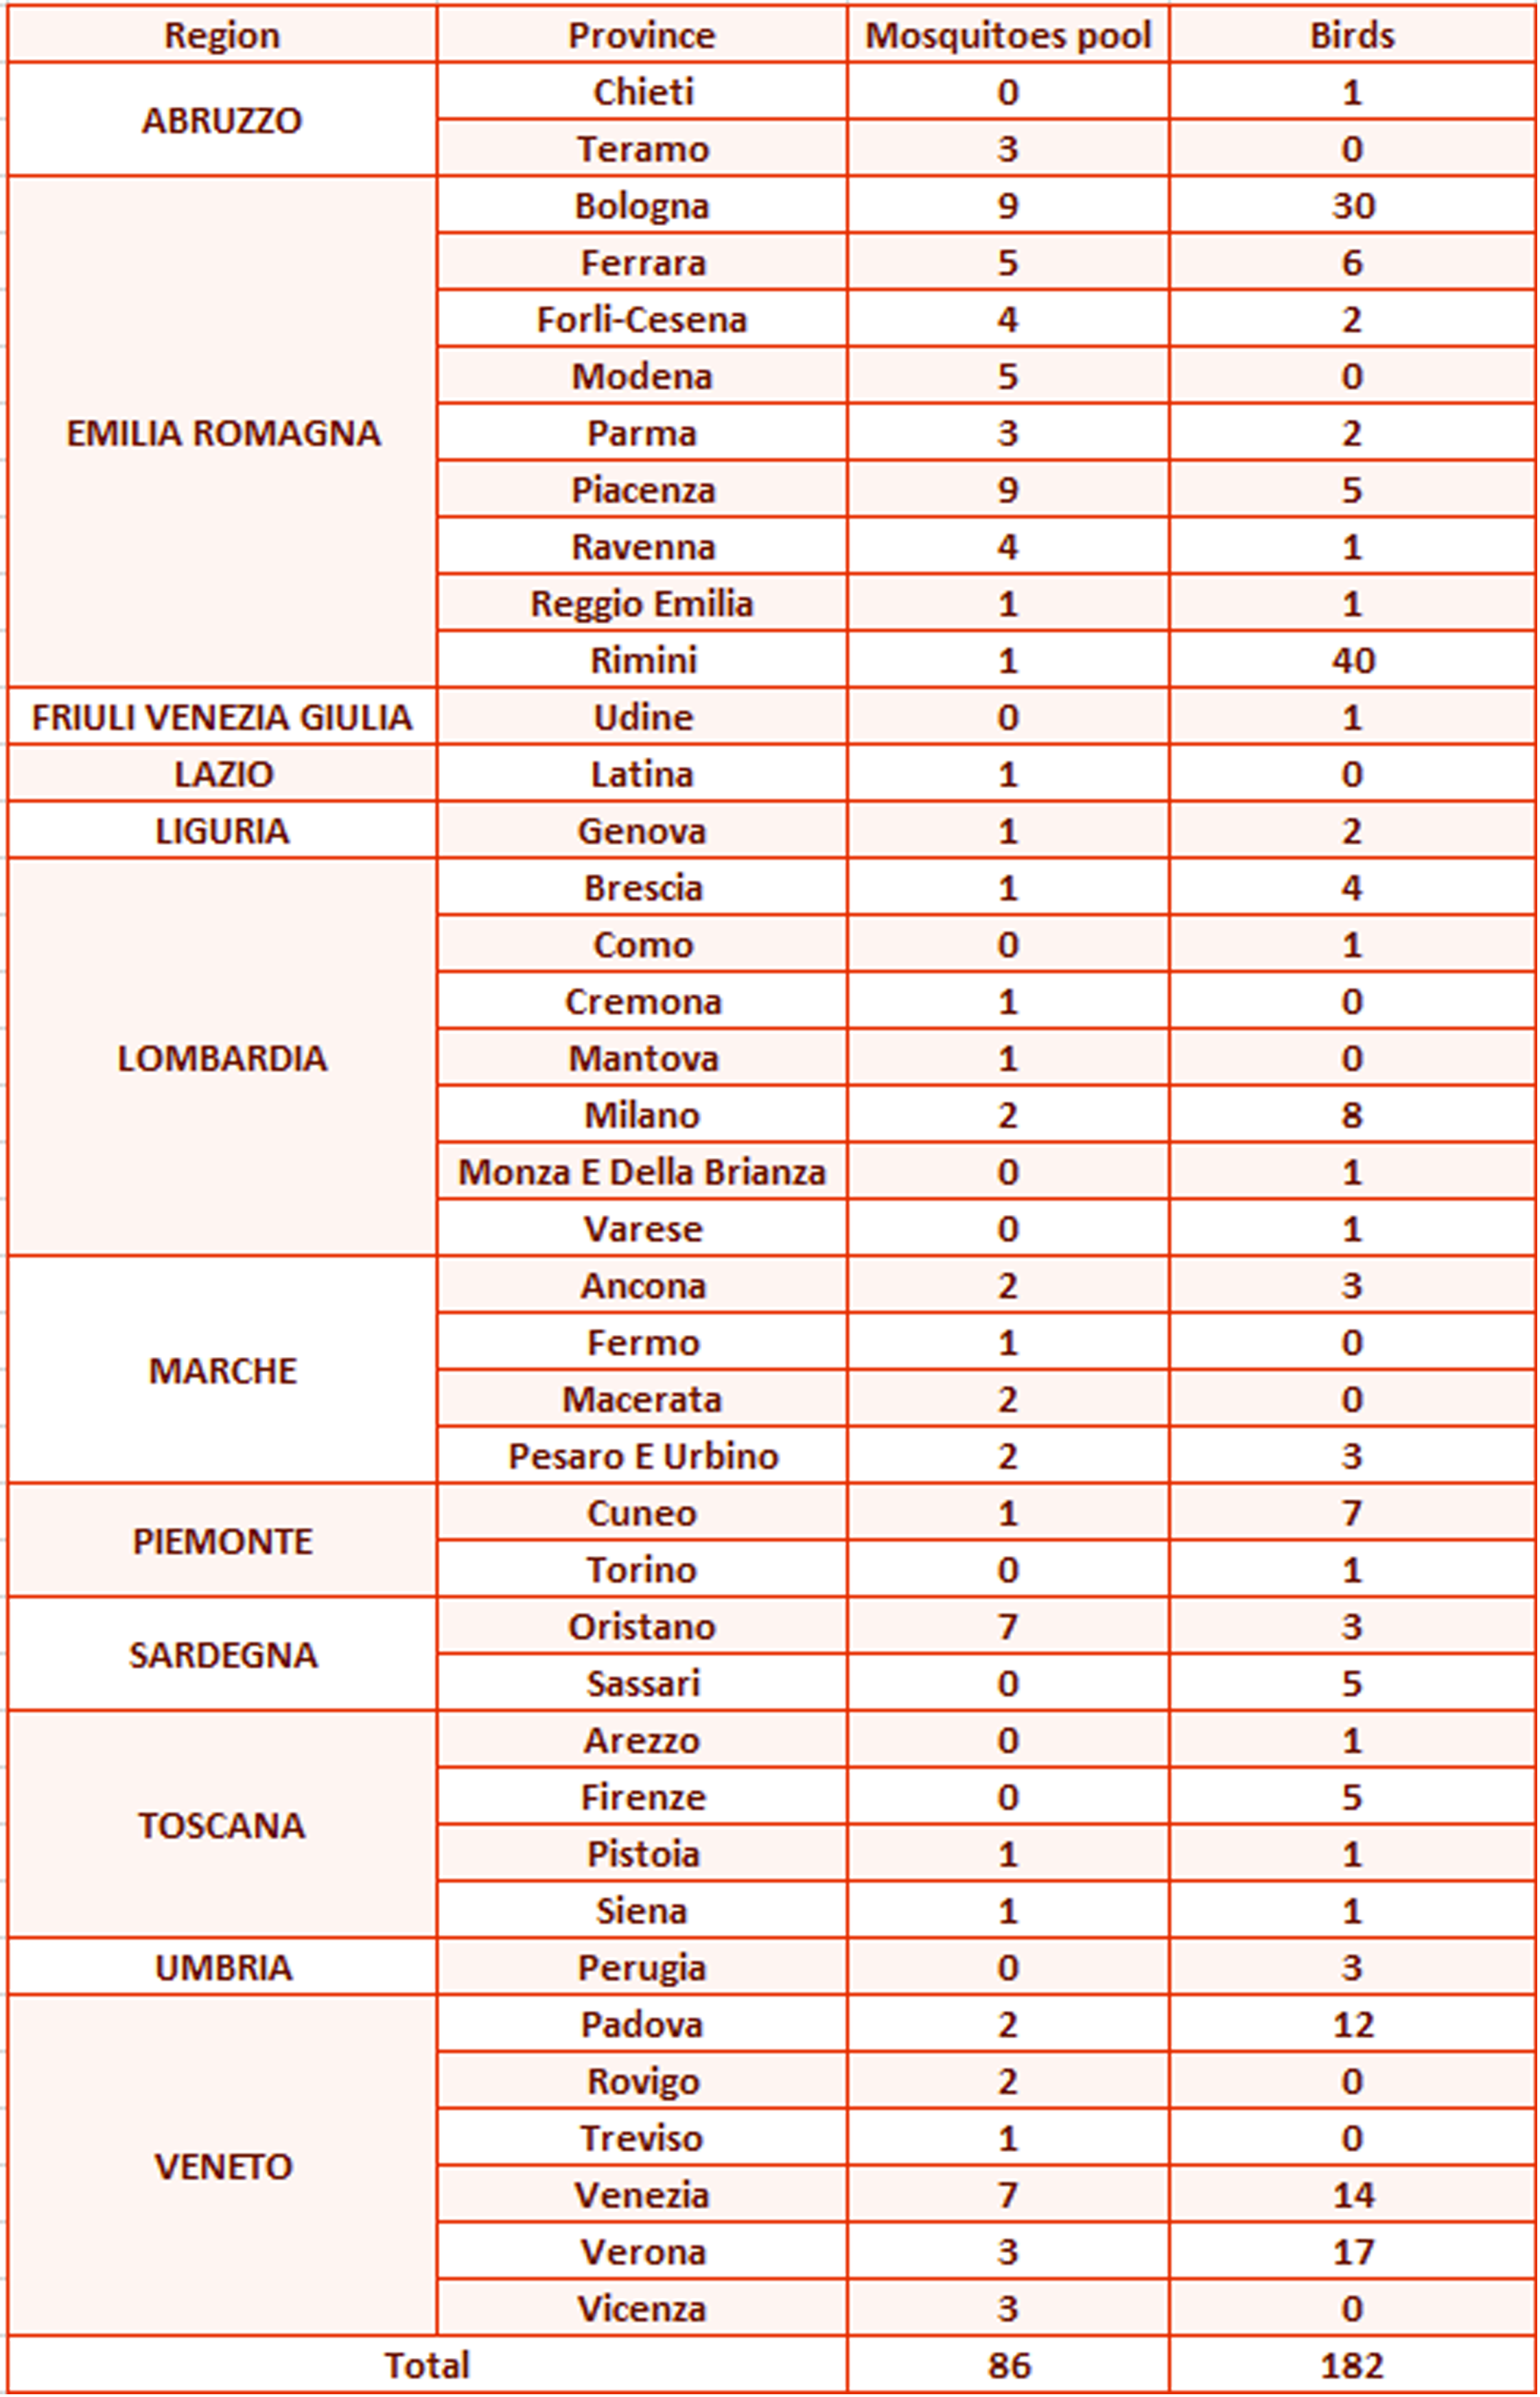 Region Province Mosquitoes pool Birds
ABRUZZO Chieti 0 1
Teramo 3 0
EMILIA ROMAGNA Bologna 9 30
Ferrara 5 6
Forli-Cesena 4 2
Modena 5 0
Parma 3 2
Piacenza 9 5
Ravenna 4 1
Reggio Emilia 1 1
Rimini 1 40
FRIULI VENEZIA GIULIA Udine 0 1
LAZIO Latina 1 0
LIGURIA Genova 1 2
LOMBARDIA Brescia 1 4
Como 0 1
Cremona 1 0
Mantova 1 0
Milano 2 8
Monza E Della Brianza 0 1
Varese 0 1
MARCHE Ancona 2 3
Fermo 1 0
Macerata 2 0
Pesaro E Urbino 2 3
PIEMONTE Cuneo 1 7
Torino 0 1
SARDEGNA Oristano 7 3
Sassari 0 5
TOSCANA Arezzo 0 1
Firenze 0 5
Pistoia 1 1
Siena 1 1
UMBRIA Perugia 0 3
VENETO Padova 2 12
Rovigo 2 0
Treviso 1 0
Venezia 7 14
Verona 3 17
Vicenza 3 0
Total 86 182